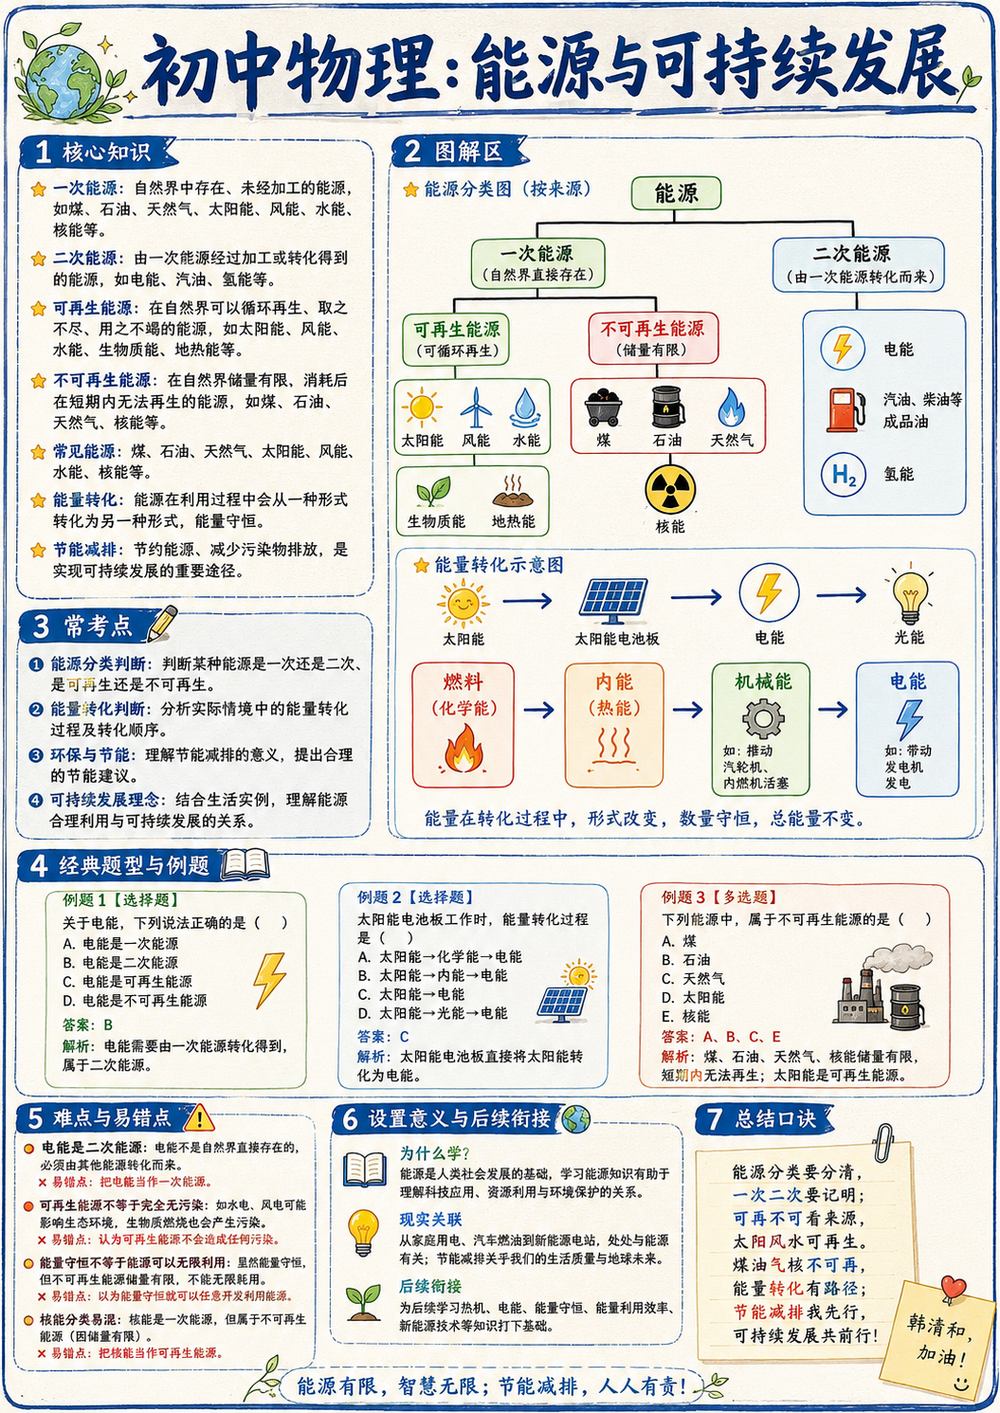 初中物理：能源与可持续发展
1 核心知识
一次能源：自然界中存在、未经加工的能源，
如煤、石油、天然气、太阳能、风能、水能、
核能等。
二次能源：由一次能源经过加工或转化得到
的能源，如电能、汽油、氢能等。
可再生能源：在自然界可以循环再生、取之
不尽、用之不竭的能源，如太阳能、风能、
水能、生物质能、地热能等。
不可再生能源：在自然界储量有限、消耗后
在短期内无法再生的能源，如煤、石油、
天然气、核能等。
常见能源：煤、石油、天然气、太阳能、风能、
水能、核能等。
能量转化：能源在利用过程中会从一种形式
转化为另一种形式，能量守恒。
节能减排：节约能源、减少污染物排放，是
实现可持续发展的重要途径。
2 图解区
能源分类图（按来源）
能源
一次能源
（自然界直接存在）
二次能源
（由一次能源转化而来）
可再生能源
（可循环再生）
不可再生能源
（储量有限）
太阳能 风能 水能
生物质能 地热能
煤 石油 天然气
核能
电能
汽油、柴油等
成品油
H₂ 氢能
能量转化示意图
太阳能 太阳能电池板 电能 光能
燃料
（化学能）
内能
（热能）
机械能
如：推动
汽轮机、
内燃机活塞
电能
如：带动
发电机
发电
能量在转化过程中，形式改变，数量守恒，总能量不变。
3 常考点
1 能源分类判断：判断某种能源是一次还是二次、
是可再生还是不可再生。
2 能量转化判断：分析实际情境中的能量转化
过程及转化顺序。
3 环保与节能：理解节能减排的意义，提出合理
的节能建议。
4 可持续发展理念：结合生活实例，理解能源
合理利用与可持续发展的关系。
4 经典题型与例题
例题1【选择题】
关于电能，下列说法正确的是（ ）
A. 电能是一次能源
B. 电能是二次能源
C. 电能是可再生能源
D. 电能是不可再生能源
答案：B
解析：电能需要由一次能源转化得到，
属于二次能源。
例题2【选择题】
太阳能电池板工作时，能量转化过程
是（ ）
A. 太阳能→化学能→电能
B. 太阳能→内能→电能
C. 太阳能→电能
D. 太阳能→光能→电能
答案：C
解析：太阳能电池板直接将太阳能转
化为电能。
例题3【多选题】
下列能源中，属于不可再生能源的是（ ）
A. 煤
B. 石油
C. 天然气
D. 太阳能
E. 核能
答案：A、B、C、E
解析：煤、石油、天然气、核能储量有限，
短期内无法再生；太阳能是可再生能源。
5 难点与易错点
电能是二次能源：电能不是自然界直接存在的，
必须由其他能源转化而来。
× 易错点：把电能当作一次能源。
可再生能源不等于完全无污染：如水电、风电可能
影响生态环境，生物质燃烧也会产生污染。
× 易错点：认为可再生能源不会造成任何污染。
能量守恒不等于能源可以无限利用：虽然能量守恒，
但不可再生能源储量有限，不能无限耗用。
× 易错点：以为能量守恒就可以任意开发利用能源。
核能分类易混：核能是一次能源，但属于不可再生
能源（因储量有限）。
× 易错点：把核能当作可再生能源。
6 设置意义与后续衔接
为什么学？
能源是人类社会发展的基础，学习能源知识有助于
理解科技应用、资源利用与环境保护的关系。
现实关联
从家庭用电、汽车燃油到新能源电站，处处与能源
有关；节能减排关乎我们的生活质量与地球未来。
后续衔接
为后续学习热机、电能、能量守恒、能量利用效率、
新能源技术等知识打下基础。
7 总结口诀
能源分类要分清，
一次二次要记明；
可再不可看来源，
太阳风水可再生。
煤油气核不可再，
能量转化有路径；
节能减排我先行，
可持续发展共前行！
韩清和，
加油！
能源有限，智慧无限；节能减排，人人有责！